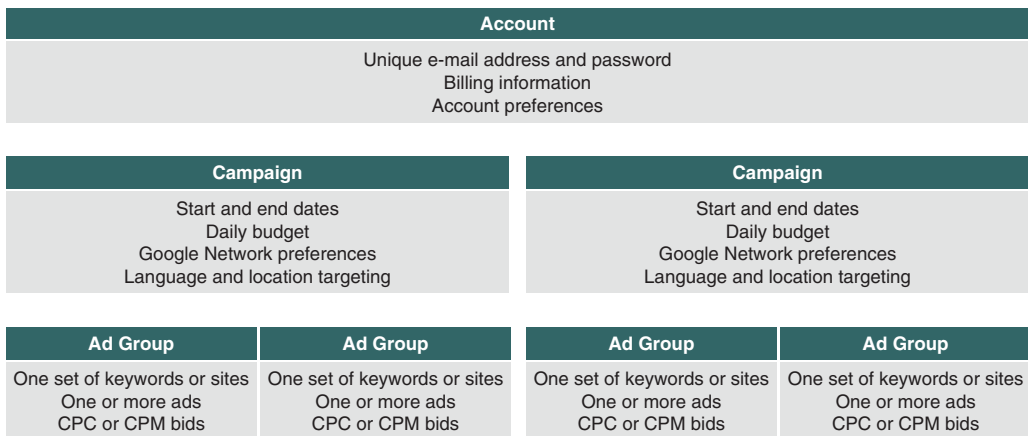 Account
Unique e-mail address and password
Billing information
Account preferences
Campaign
Start and end dates
Daily budget
Google Network preferences
Language and location targeting
Campaign
Start and end dates
Daily budget
Google Network preferences
Language and location targeting
Ad Group
One set of keywords or sites
One or more ads
CPC or CPM bids
Ad Group
One set of keywords or sites
One or more ads
CPC or CPM bids
Ad Group
One set of keywords or sites
One or more ads
CPC or CPM bids
Ad Group
One set of keywords or sites
One or more ads
CPC or CPM bids